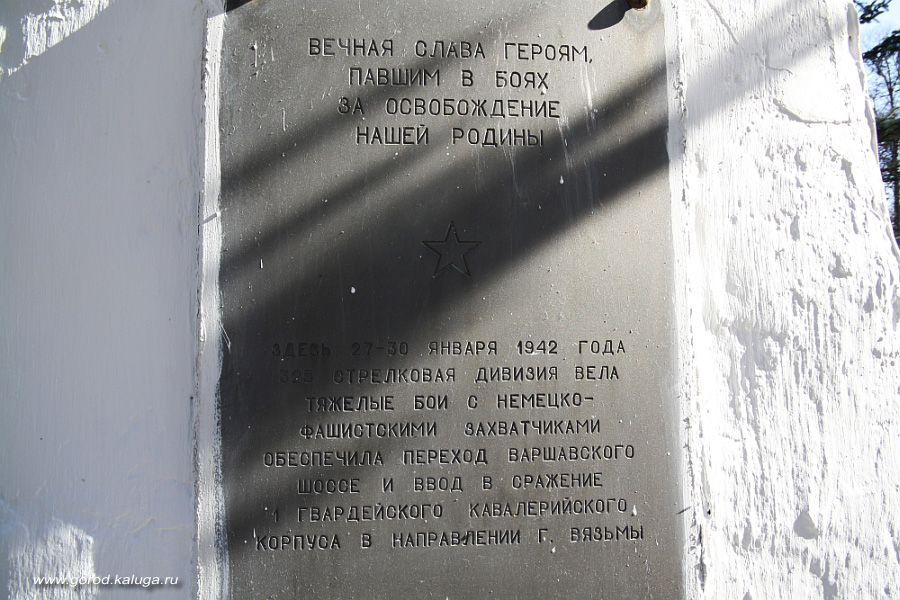 ВЕЧНАЯ СЛАВА ГЕРОЯМ,
ПАВШИМ В БОЯХ
ЗА ОСВОБОЖДЕНИЕ
НАШЕЙ РОДИНЫ
ЗДЕСЬ 27-30 ЯНВАРЯ 1942 ГОДА
СТРЕЛКОВАЯ ДИВИЗИЯ ВЕЛА
ТЯЖЕЛЫЕ БОИ С НЕМЕЦКО-
ФАШИСТСКИМИ ЗАХВАТЧИКАМИ
ОБЕСПЕЧИЛА ПЕРЕХОД ВАРШАВСКОГО
ШОССЕ И ВВОД В СРАЖЕНИЕ
1 ГВАРДЕЙСКОГО КАВАЛЕРИЙСКОГО
КОРПУСА В НАПРАВЛЕНИИ Г. ВЯЗЬМЫ
www.gorod.kaluga.ru